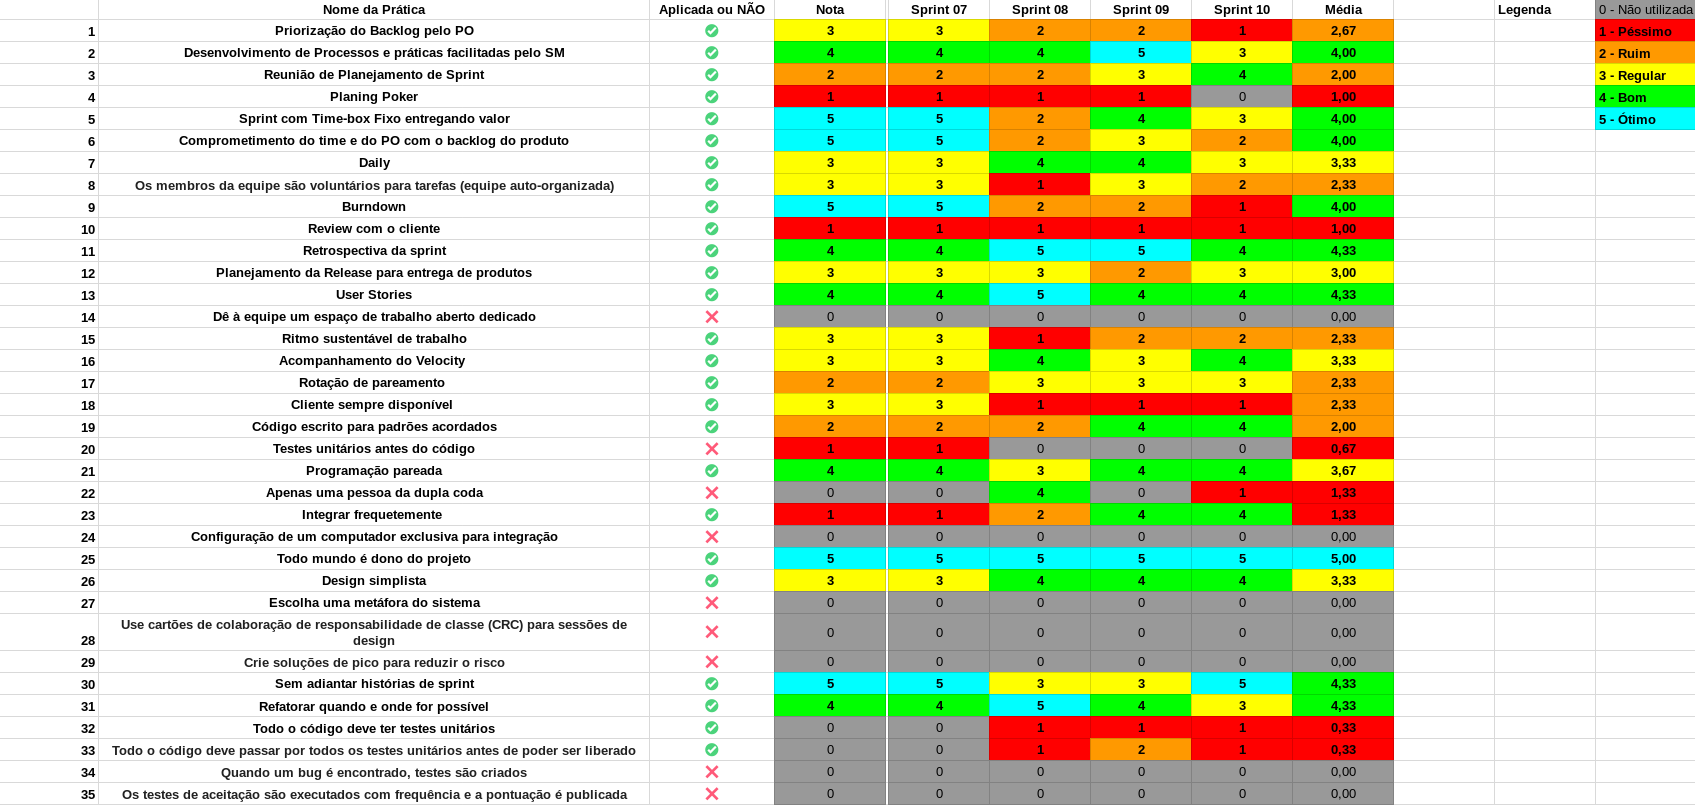 Nome da Prática Aplicada ou NÃO Nota Sprint 07 Sprint 08 Sprint 09 Sprint 10 Média Legenda 0 - Não utilizada
1 Priorização do Backlog pelo PO 3 3 2 2 1 2,67 1 - Péssimo
2 Desenvolvimento de Processos e práticas facilitadas pelo SM 4 4 4 5 3 4,00 2 - Ruim
3 Reunião de Planejamento de Sprint 2 2 2 3 4 2,00 3 - Regular
4 Planing Poker 1 1 1 1 0 1,00 4 - Bom
5 Sprint com Time-box Fixo entregando valor 5 5 2 4 3 4,00 5 - Ótimo
6 Comprometimento do time e do PO com o backlog do produto 5 5 2 3 2 4,00
7 Daily 3 3 4 4 3 3,33
8 Os membros da equipe são voluntários para tarefas (equipe auto-organizada) 3 3 1 3 2 2,33
9 Burndown 5 5 2 2 1 4,00
10 Review com o cliente 1 1 1 1 1 1,00
11 Retrospectiva da sprint 4 4 5 5 4 4,33
12 Planejamento da Release para entrega de produtos 3 3 3 2 3 3,00
13 User Stories 4 4 5 4 4 4,33
14 Dê à equipe um espaço de trabalho aberto dedicado 0 0 0 0 0 0,00
15 Ritmo sustentável de trabalho 3 3 1 2 2 2,33
16 Acompanhamento do Velocity 3 3 4 3 4 3,33
17 Rotação de pareamento 2 2 3 3 3 2,33
18 Cliente sempre disponível 3 3 1 1 1 2,33
19 Código escrito para padrões acordados 2 2 2 4 4 2,00
20 Testes unitários antes do código 1 1 0 0 0 0,67
21 Programação pareada 4 4 3 4 4 3,67
22 Apenas uma pessoa da dupla coda 0 0 4 0 1 1,33
23 Integrar frequetemente 1 1 2 4 4 1,33
24 Configuração de um computador exclusiva para integração 0 0 0 0 0 0,00
25 Todo mundo é dono do projeto 5 5 5 5 5 5,00
26 Design simplista 3 3 4 4 4 3,33
27 Escolha uma metáfora do sistema 0 0 0 0 0 0,00
Use cartões de colaboração de responsabilidade de classe (CRC) para sessões de
28 design 0 0 0 0 0 0,00
29 Crie soluções de pico para reduzir o risco 0 0 0 0 0 0,00
30 Sem adiantar histórias de sprint 5 5 3 3 5 4,33
31 Refatorar quando e onde for possível 4 4 5 4 3 4,33
32 Todo o código deve ter testes unitários 0 0 1 1 1 0,33
33 Todo o código deve passar por todos os testes unitários antes de poder ser liberado 0 0 1 2 1 0,33
34 Quando um bug é encontrado, testes são criados 0 0 0 0 0 0,00
35 Os testes de aceitação são executados com frequência e a pontuação é publicada 0 0 0 0 0 0,00